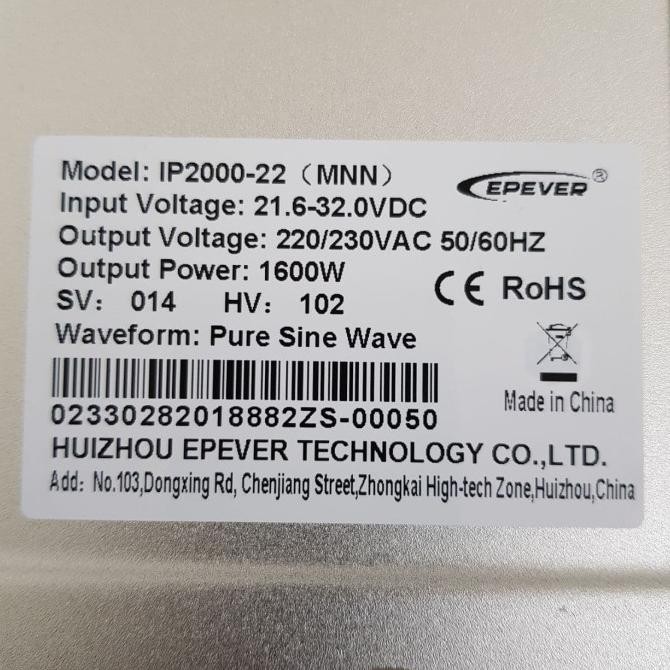 Model: IP2000-22（MNN）
EPEVER®
Input Voltage: 21.6-32.0VDC
Output Voltage: 220/230VAC 50/60HZ
Output Power: 1600W
CE RoHS
SV: 014 HV: 102
Waveform: Pure Sine Wave
Made in China
02330282018882ZS-00050
HUIZHOU EPEVER TECHNOLOGY CO.,LTD.
Add: No.103,Dongxing Rd, Chenjiang Street,Zhongkai High-tech Zone,Huizhou,China